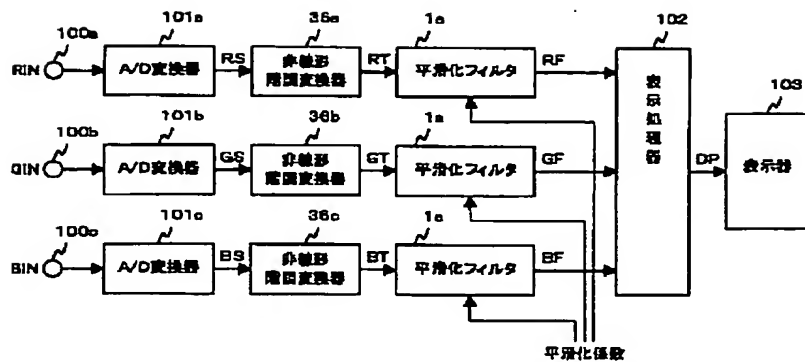 100a 101a 36a 1a 102
RIN A/D変換器 RS 非線形 RT 平滑化フィルタ RF
階調変換器
103
100b 101b 36b 1a
GIN A/D変換器 GS 非線形 GT 平滑化フィルタ GF
階調変換器
表示処理器 DP 表示器
100c 101c 36c 1a
BIN A/D変換器 BS 非線形 BT 平滑化フィルタ BF
階調変換器
平滑化係数